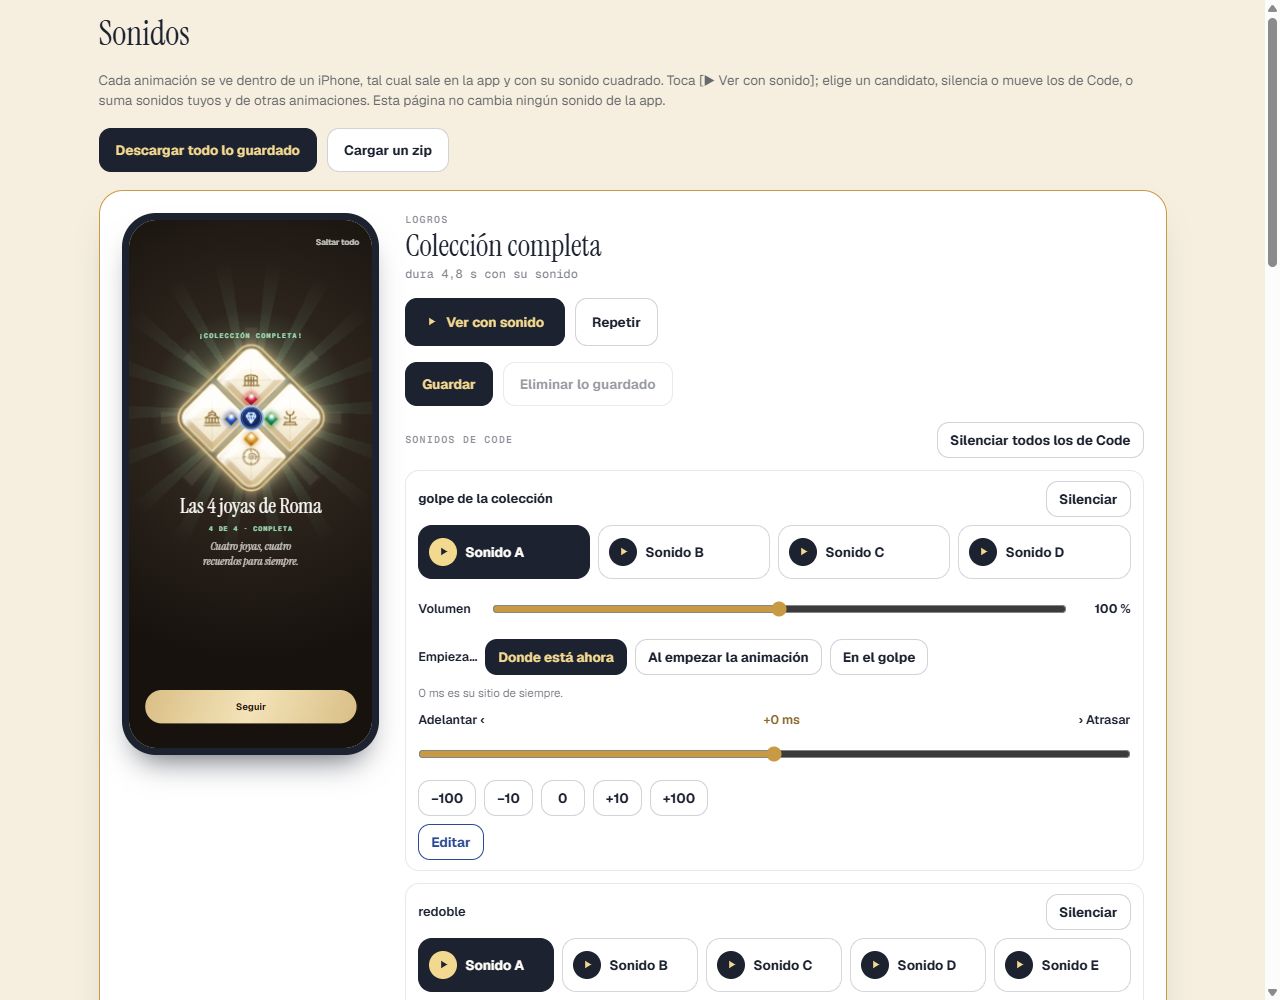 Sonidos
Cada animación se ve dentro de un iPhone, tal cual sale en la app y con su sonido cuadrado. Toca [▶ Ver con sonido]; elige un candidato, silencia o mueve los de Code, o
suma sonidos tuyos y de otras animaciones. Esta página no cambia ningún sonido de la app.
Descargar todo lo guardado
Cargar un zip
Saltar todo
¡COLECCIÓN COMPLETA!
Las 4 joyas de Roma
4 DE 4 · COMPLETA
Cuatro joyas, cuatro
recuerdos para siempre.
Seguir
LOGROS
Colección completa
dura 4,8 s con su sonido
Ver con sonido
Repetir
Guardar
Eliminar lo guardado
SONIDOS DE CODE
Silenciar todos los de Code
golpe de la colección
Silenciar
Sonido A
Sonido B
Sonido C
Sonido D
Volumen
100 %
Empieza…
Donde está ahora
Al empezar la animación
En el golpe
0 ms es su sitio de siempre.
Adelantar ‹
+0 ms
› Atrasar
−100
−10
0
+10
+100
Editar
redoble
Silenciar
Sonido A
Sonido B
Sonido C
Sonido D
Sonido E